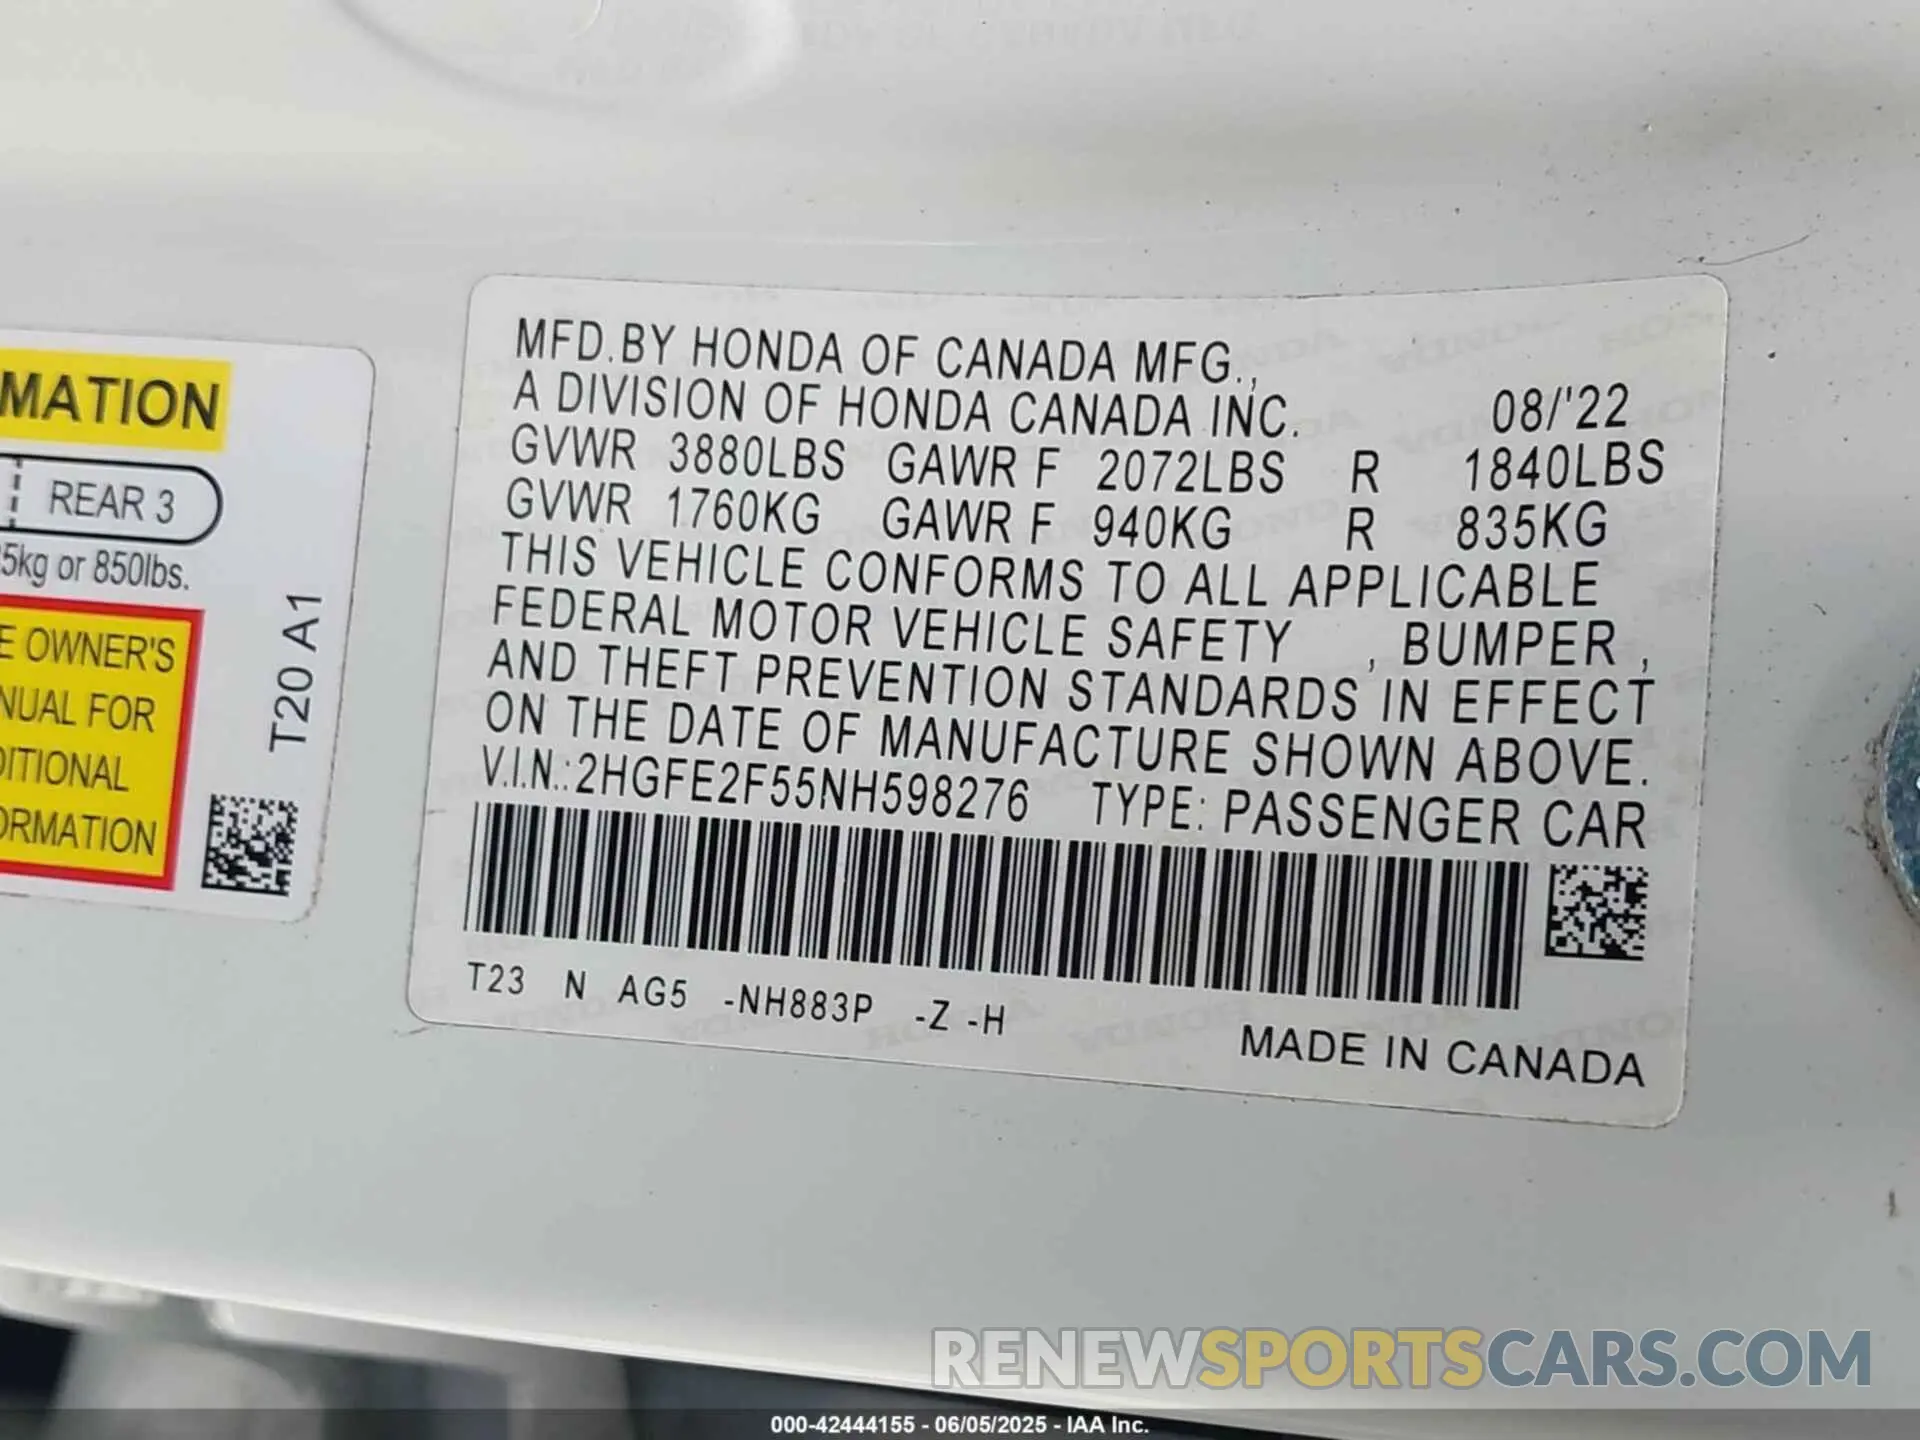 MATION
REAR 3
5kg or 850lbs.
E OWNER'S
NUAL FOR
DITIONAL
ORMATION
T20 A1
MFD.BY HONDA OF CANADA MFG.,
A DIVISION OF HONDA CANADA INC. 08/'22
GVWR 3880LBS GAWR F 2072LBS R 1840LBS
GVWR 1760KG GAWR F 940KG R 835KG
THIS VEHICLE CONFORMS TO ALL APPLICABLE
FEDERAL MOTOR VEHICLE SAFETY , BUMPER ,
AND THEFT PREVENTION STANDARDS IN EFFECT
ON THE DATE OF MANUFACTURE SHOWN ABOVE.
V.I.N.:2HGFE2F55NH598276 TYPE: PASSENGER CAR
T23 N AG5 -NH883P -Z -H
MADE IN CANADA
RENEWSPORTSCARS.COM
000-42444155 - 06/05/2025 - IAA Inc.